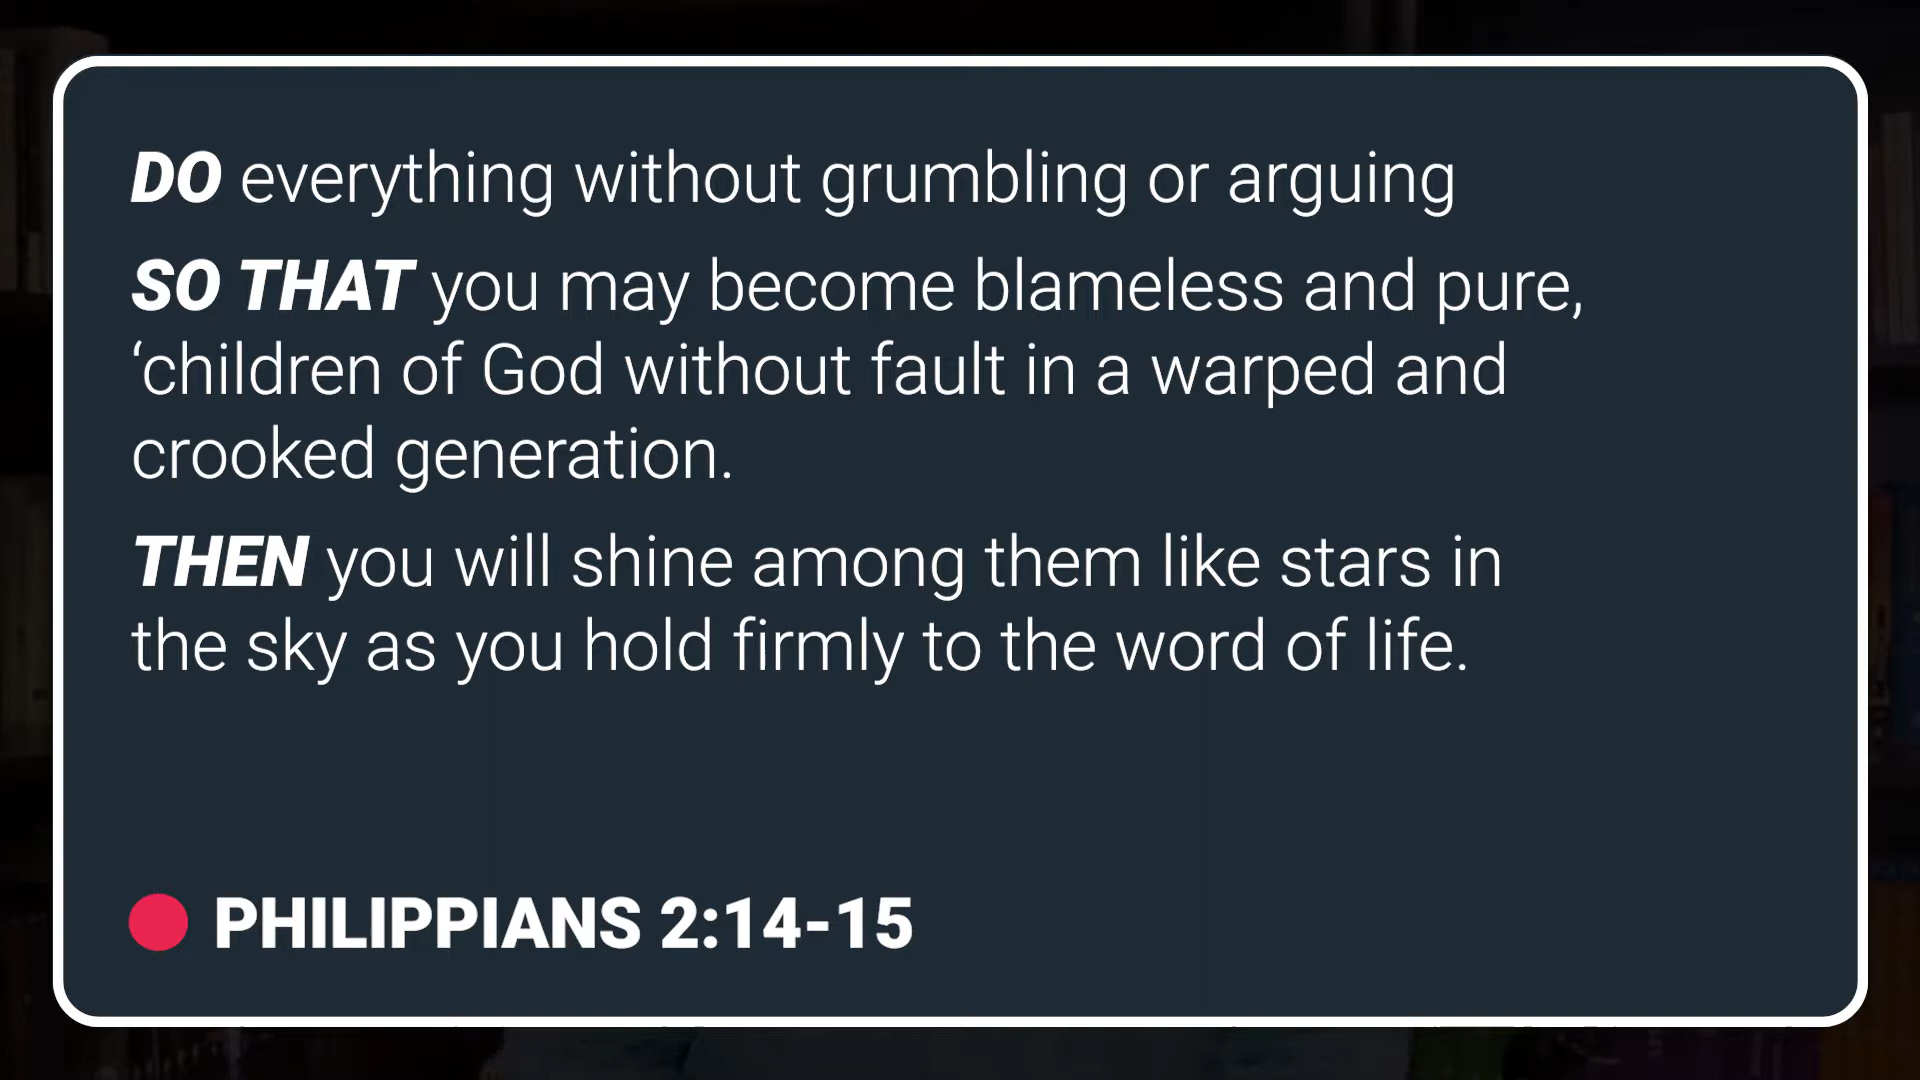 DO everything without grumbling or arguing
SO THAT you may become blameless and pure,
‘children of God without fault in a warped and
crooked generation.
THEN you will shine among them like stars in
the sky as you hold firmly to the word of life.
PHILIPPIANS 2:14-15